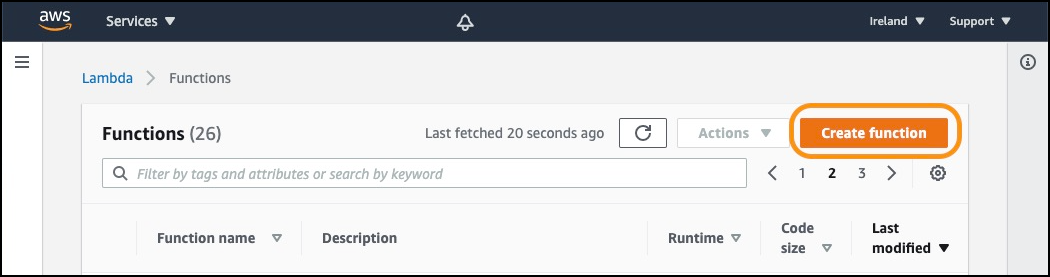 aws Services Ireland Support
Lambda Functions
Functions (26) Last fetched 20 seconds ago Actions Create function
Filter by tags and attributes or search by keyword 1 2 3
Function name Description Runtime Code size Last modified